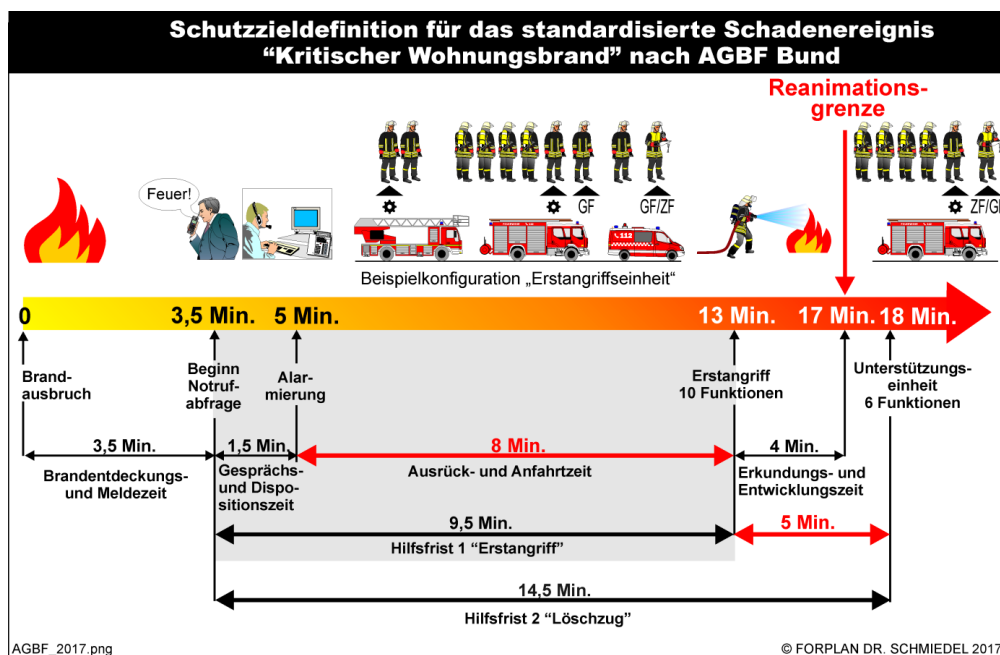 Schutzzieldefinition für das standardisierte Schadenereignis
“Kritischer Wohnungsbrand” nach AGBF Bund
Reanimations-
grenze
Feuer!
GF
GF/ZF
ZF/GF
112
Beispielkonfiguration „Erstangriffseinheit“
0
3,5 Min.
5 Min.
13 Min.
17 Min.
18 Min.
Brand-
ausbruch
Beginn
Notruf-
abfrage
Alar-
mierung
Erstangriff
10 Funktionen
Unterstützungs-
einheit
6 Funktionen
3,5 Min.
Brandentdeckungs-
und Meldezeit
1,5 Min.
Gesprächs-
und Dispo-
sitionszeit
8 Min.
Ausrück- und Anfahrtzeit
4 Min.
Erkundungs- und
Entwicklungszeit
9,5 Min.
Hilfsfrist 1 “Erstangriff”
5 Min.
14,5 Min.
Hilfsfrist 2 “Löschzug”
AGBF_2017.png
© FORPLAN DR. SCHMIEDEL 2017